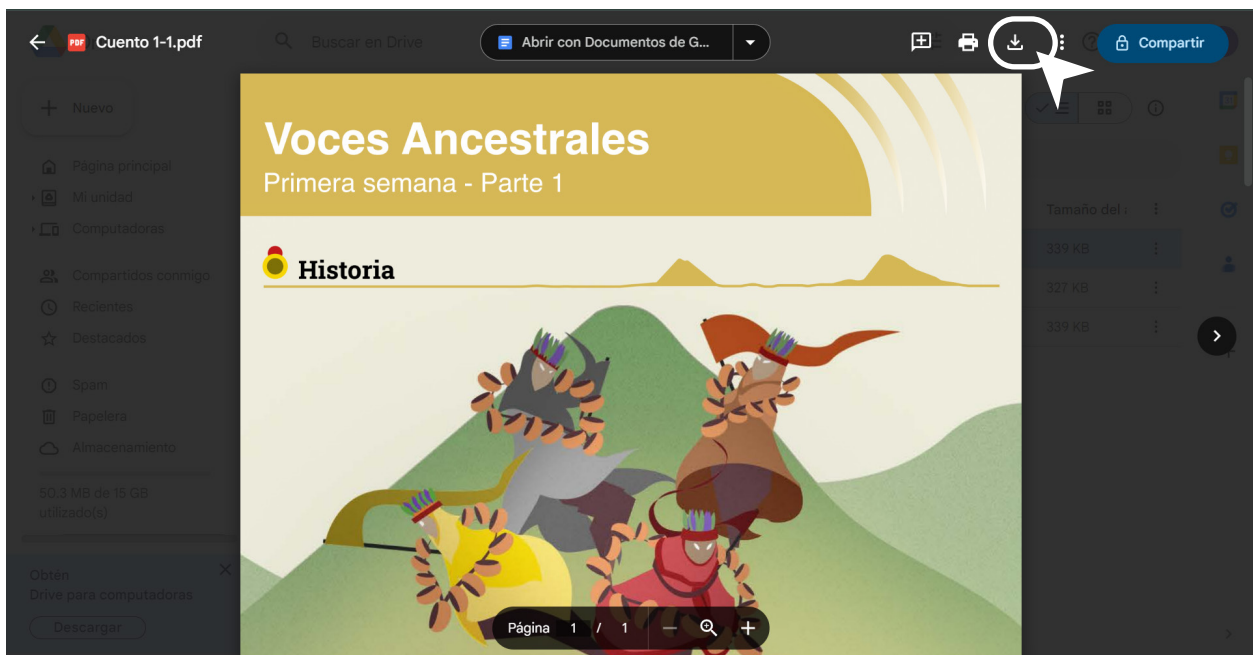 Cuento 1-1.pdf
Buscar en Drive
Abrir con Documentos de G...
Compartir
Nuevo
Página principal
Mi unidad
Computadoras
Compartidos conmigo
Recientes
Destacados
Spam
Papelera
Almacenamiento
50.3 MB de 15 GB
utilizado(s)
Obtén
Drive para computadoras
Descargar
Voces Ancestrales
Primera semana - Parte 1
Historia
Página 1 / 1
Tamaño del
339 KB
327 KB
339 KB